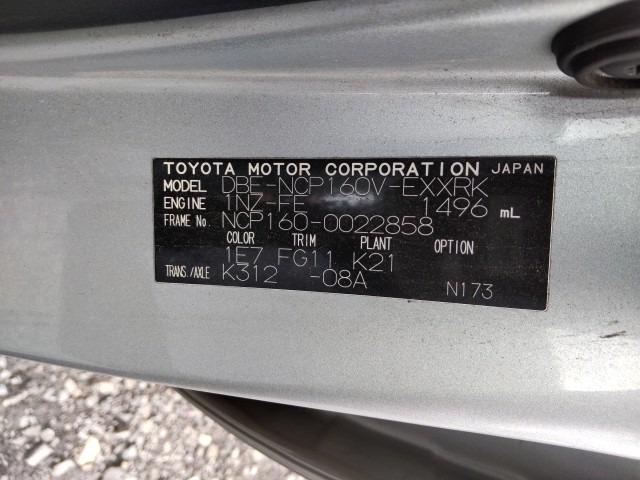 TOYOTA MOTOR CORPORATION JAPAN
MODEL DBE-NCP160V-EXXRK
ENGINE 1NZ-FE 1496 mL
FRAME No. NCP160-0022858
COLOR TRIM PLANT OPTION
1E7 FG11 K21
TRANS./AXLE K312 -08A
N173